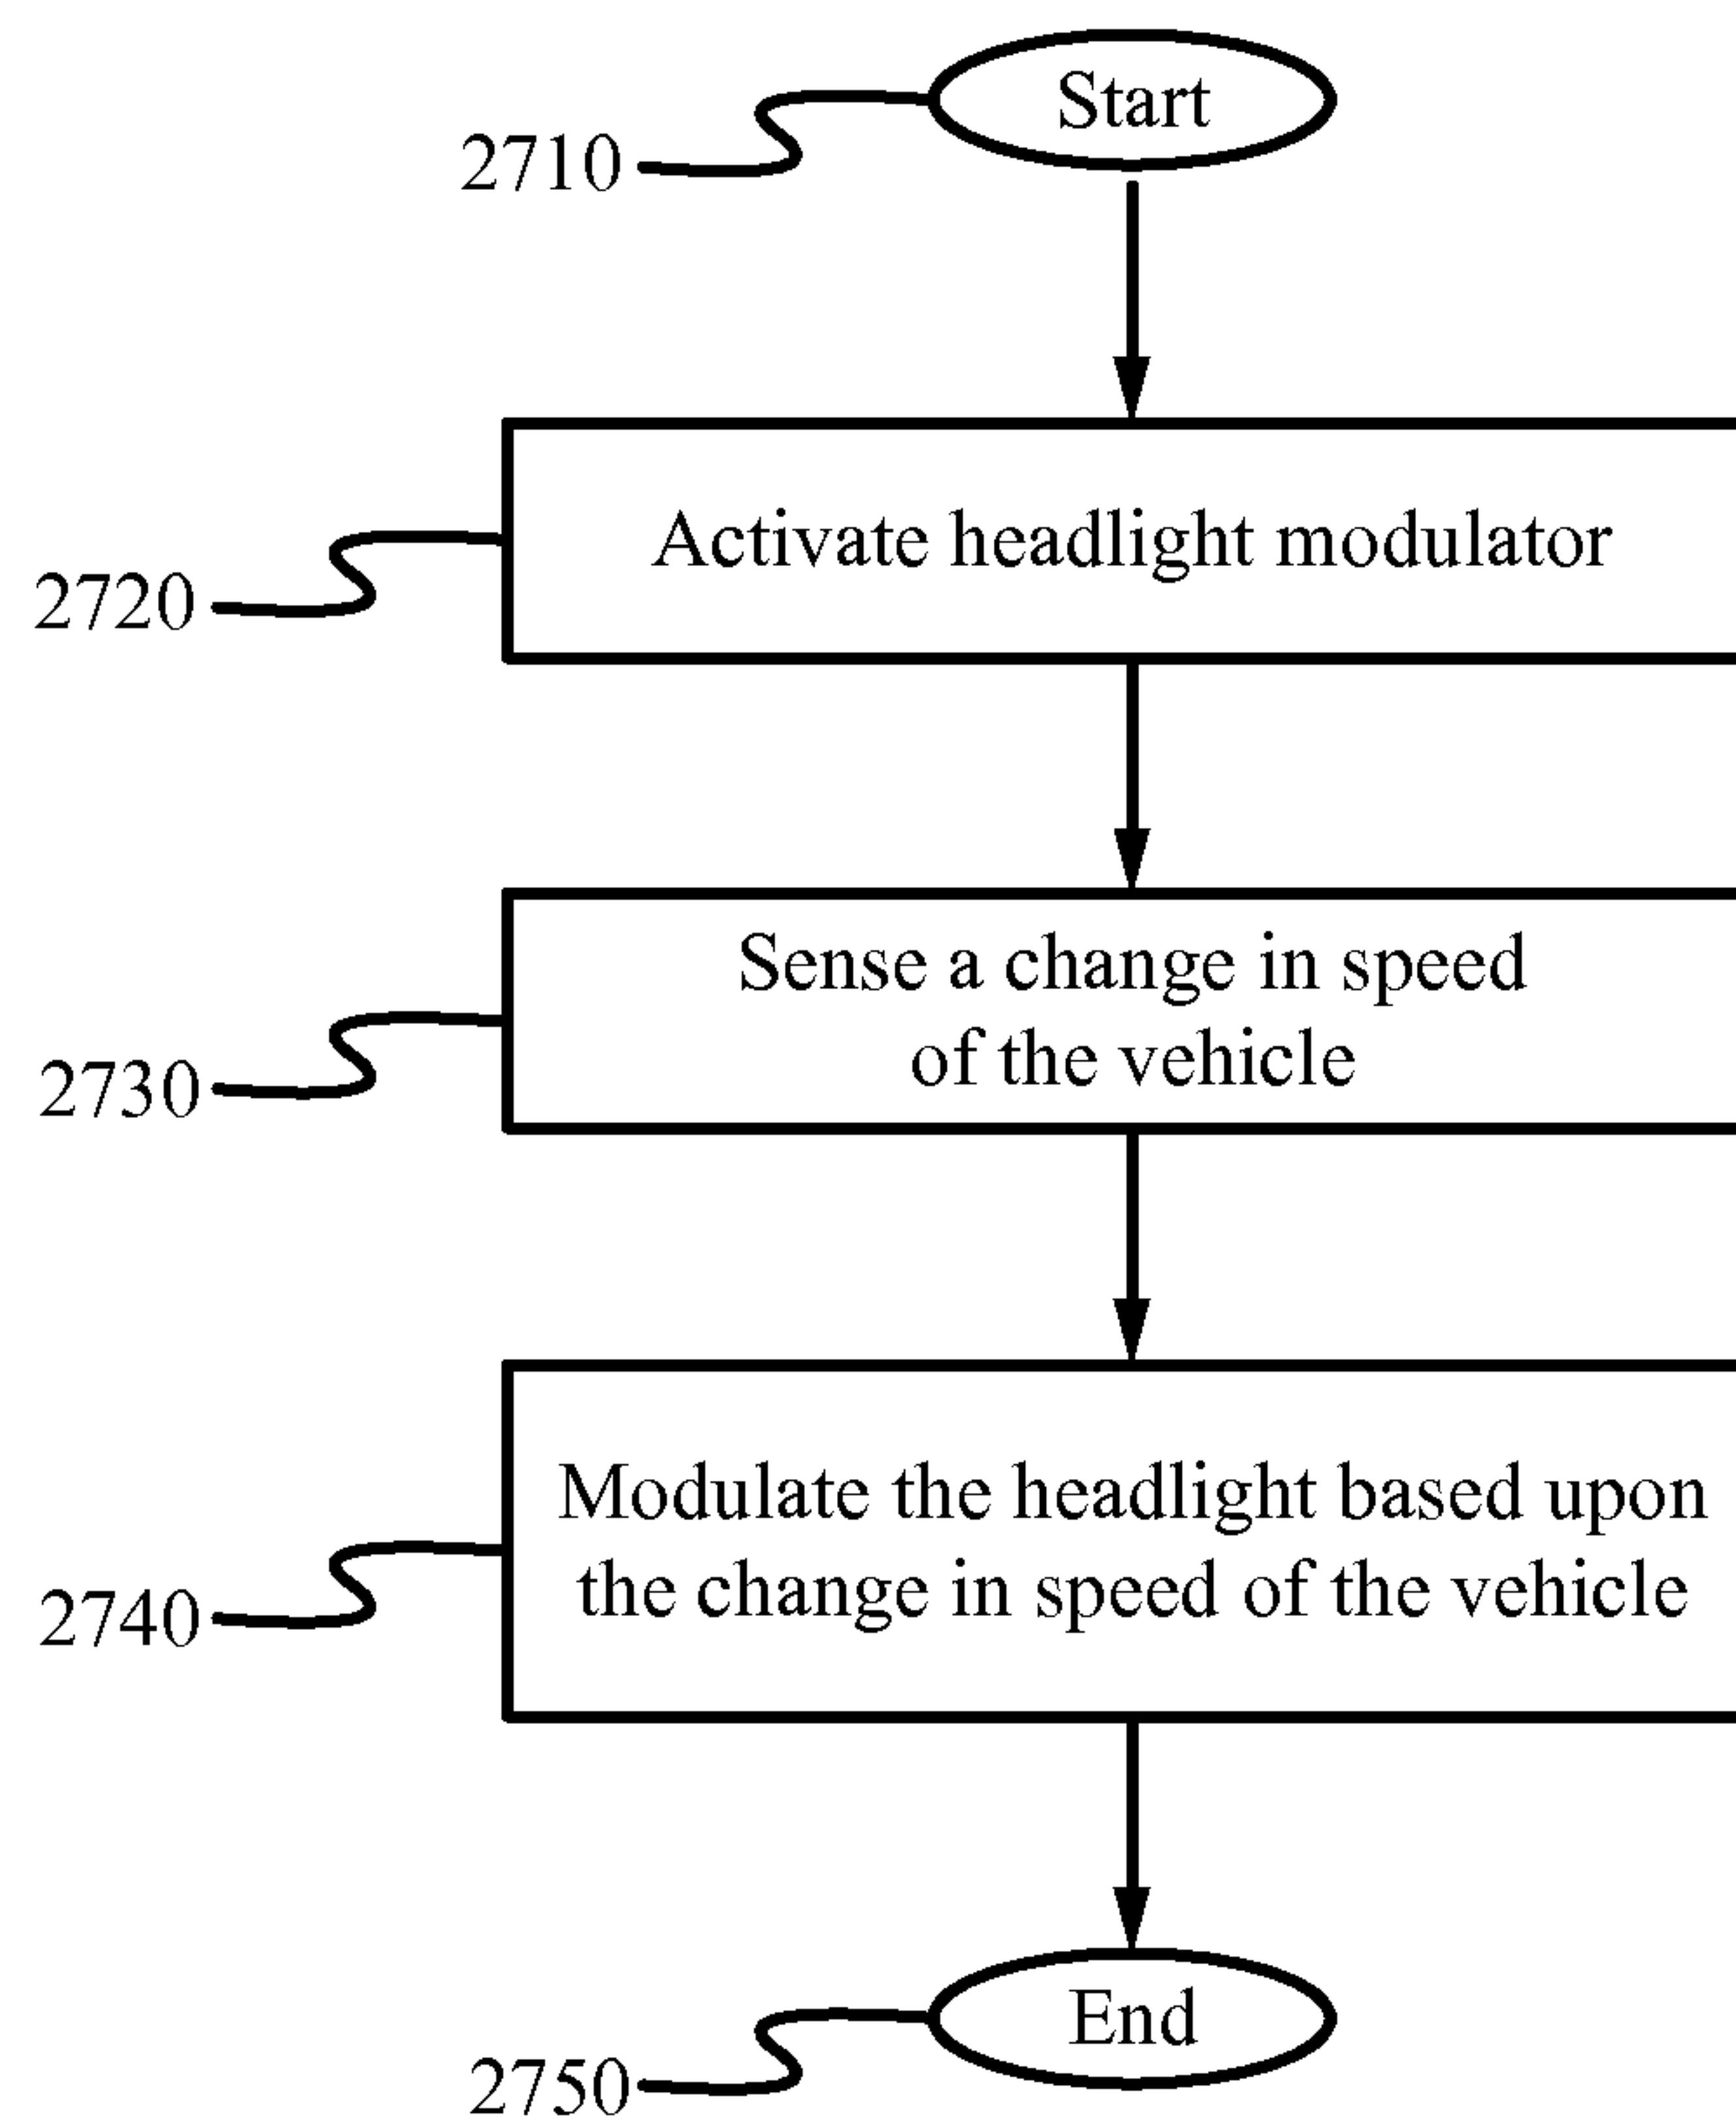 Start
2710
Activate headlight modulator
2720
Sense a change in speed
of the vehicle
2730
Modulate the headlight based upon
the change in speed of the vehicle
2740
End
2750